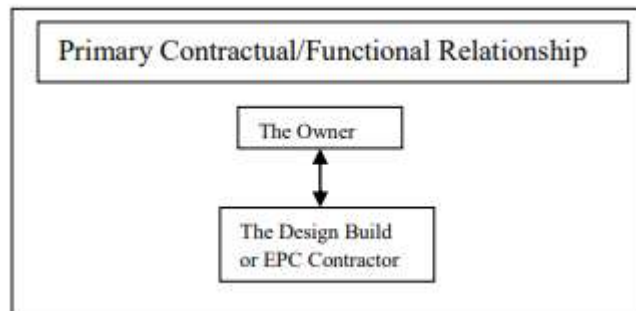 Primary Contractual/Functional Relationship
The Owner
The Design Build
or EPC Contractor